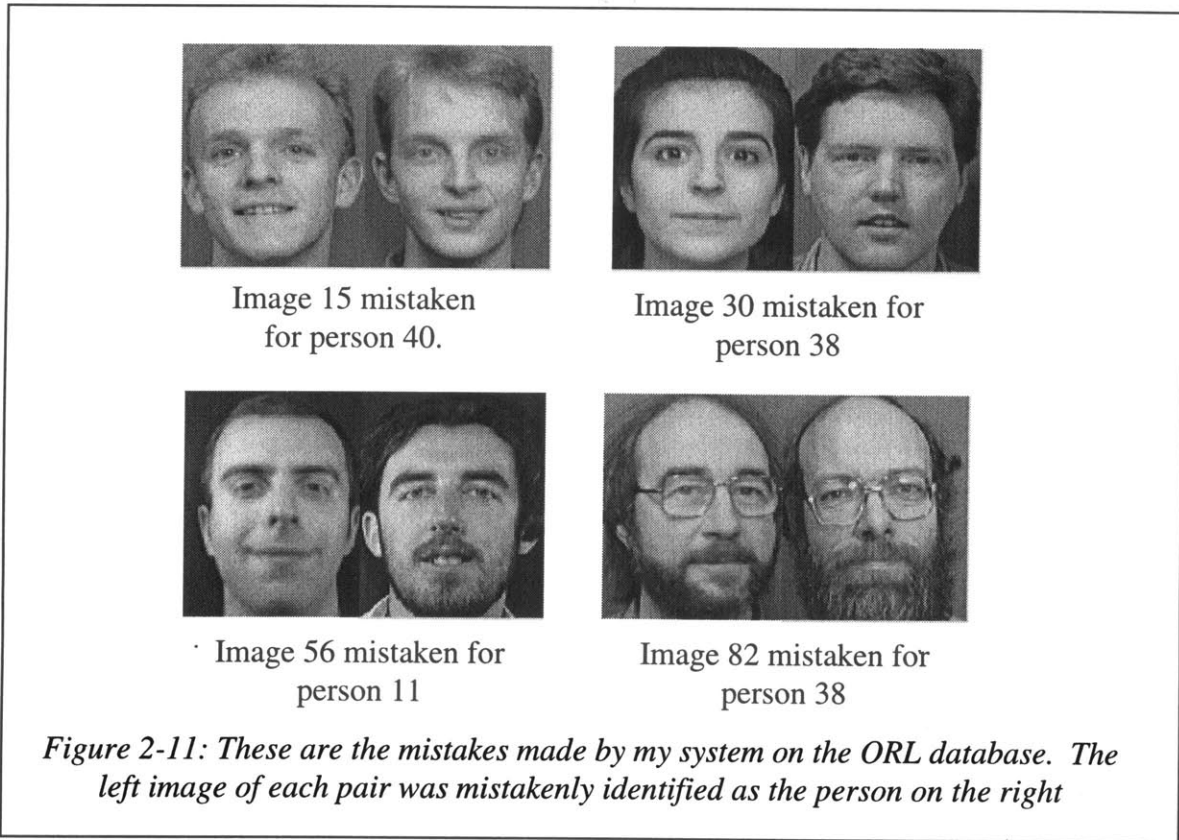 Image 15 mistaken
for person 40.
Image 30 mistaken for
person 38
Image 56 mistaken for
person 11
Image 82 mistaken for
person 38
Figure 2-11: These are the mistakes made by my system on the ORL database. The
left image of each pair was mistakenly identified as the person on the right